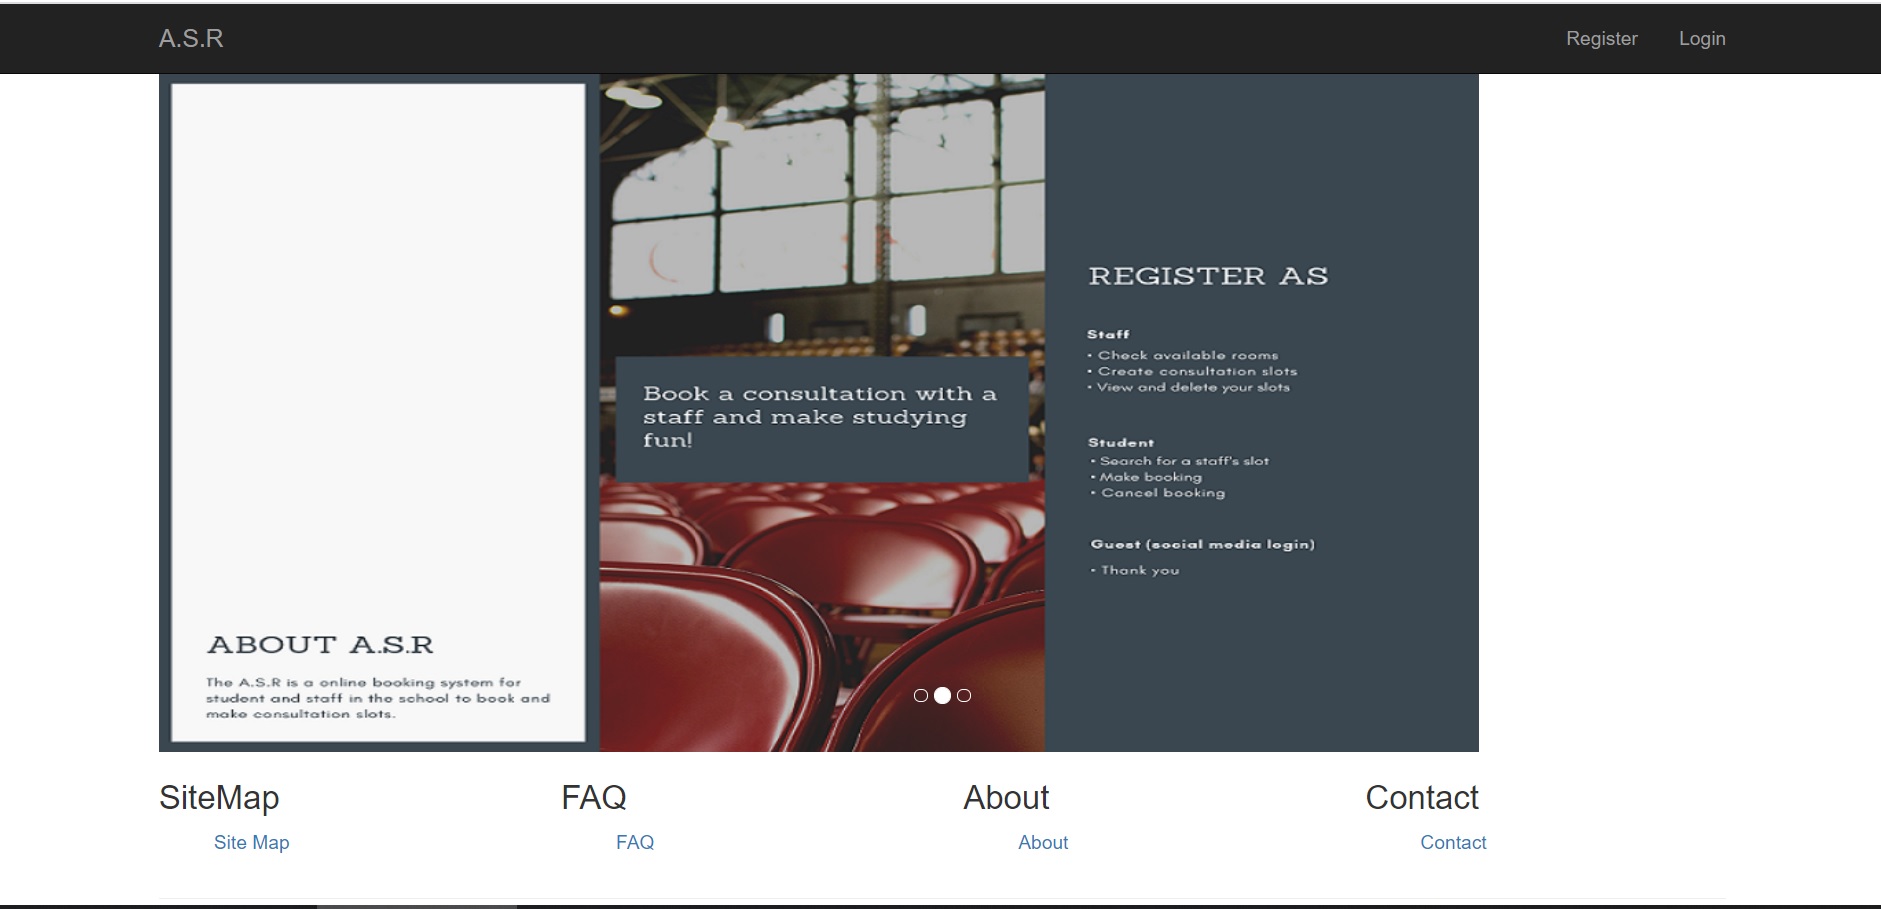 A.S.R
Register
Login
ABOUT A.S.R
The A.S.R is a online booking system for
student and staff in the school to book and
make consultation slots.
Book a consultation with a
staff and make studying
fun!
REGISTER AS
Staff
• Check available rooms
• Create consultation slots
• View and delete your slots
Student
• Search for a staff's slot
• Make booking
• Cancel booking
Guest (social media login)
• Thank you
SiteMap
Site Map
FAQ
FAQ
About
About
Contact
Contact